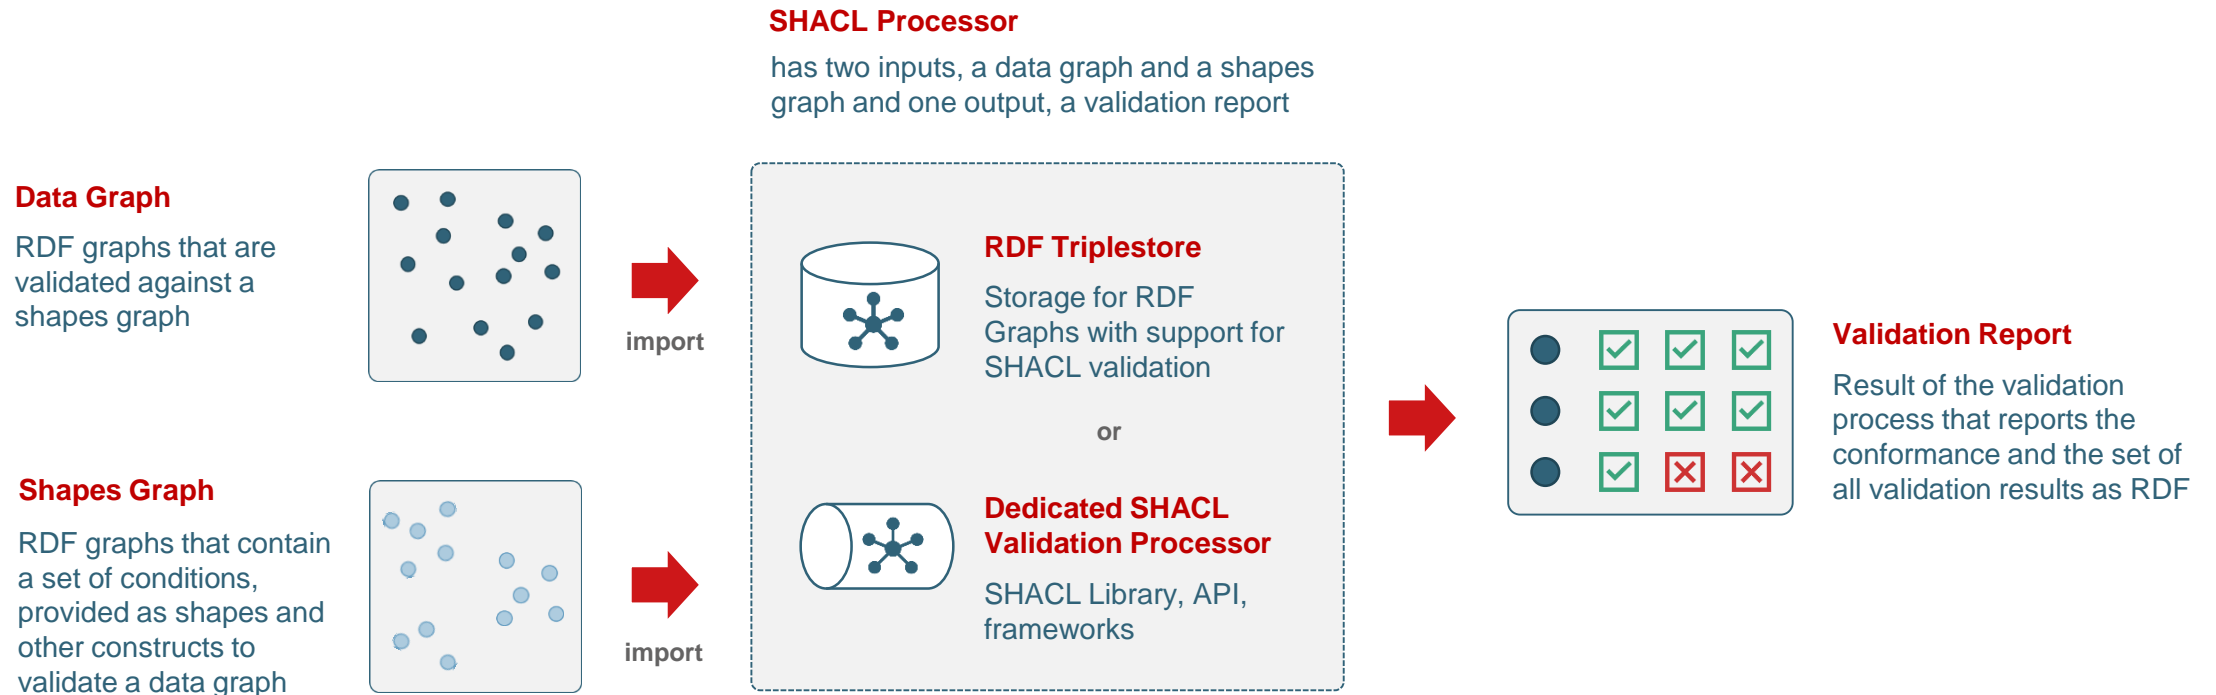 SHACL Processor
has two inputs, a data graph and a shapes
graph and one output, a validation report
Data Graph
RDF graphs that are
validated against a
shapes graph
import
Shapes Graph
RDF graphs that contain
a set of conditions,
provided as shapes and
other constructs to
validate a data graph
import
RDF Triplestore
Storage for RDF
Graphs with support for
SHACL validation
or
Dedicated SHACL
Validation Processor
SHACL Library, API,
frameworks
Validation Report
Result of the validation
process that reports the
conformance and the set of
all validation results as RDF